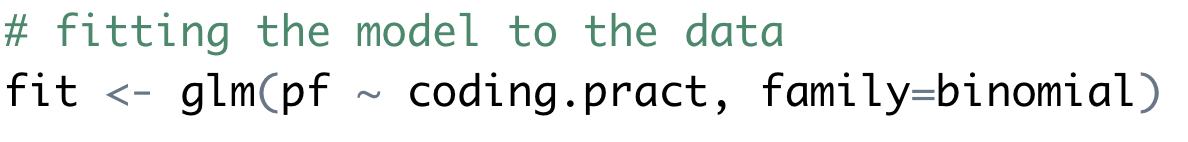 # fitting the model to the data
fit <- glm(pf ~ coding.pract, family=binomial)